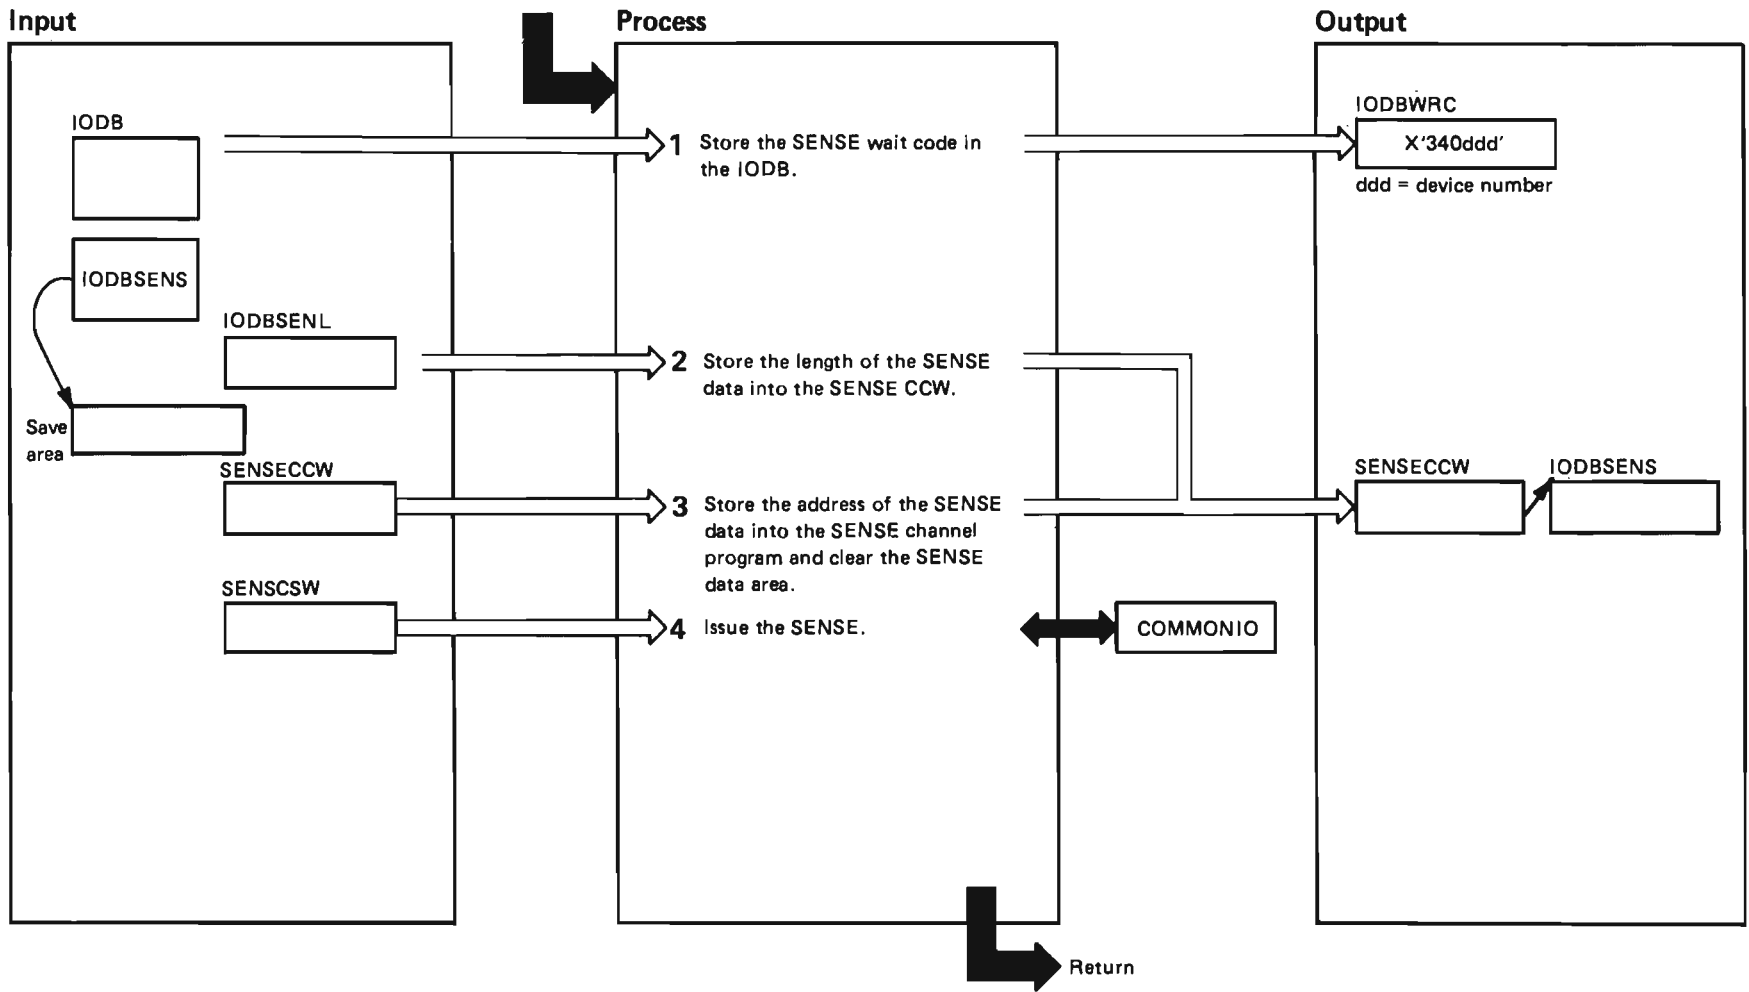 Input
Process
Output
IODB
IODBSENS
IODBSENL
Save
area
SENSECCW
SENSCSW
1 Store the SENSE wait code in
the IODB.
2 Store the length of the SENSE
data into the SENSE CCW.
3 Store the address of the SENSE
data into the SENSE channel
program and clear the SENSE
data area.
4 Issue the SENSE.
COMMONIO
Return
IODBWRC
X'340ddd'
ddd = device number
SENSECCW
IODBSENS